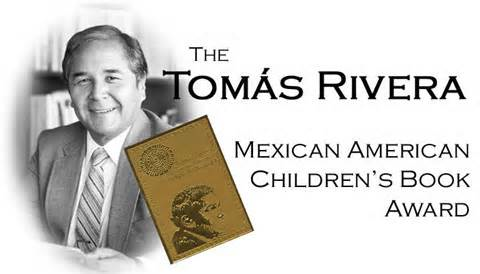 THE
TOMÁS RIVERA
MEXICAN AMERICAN
CHILDREN'S BOOK
AWARD